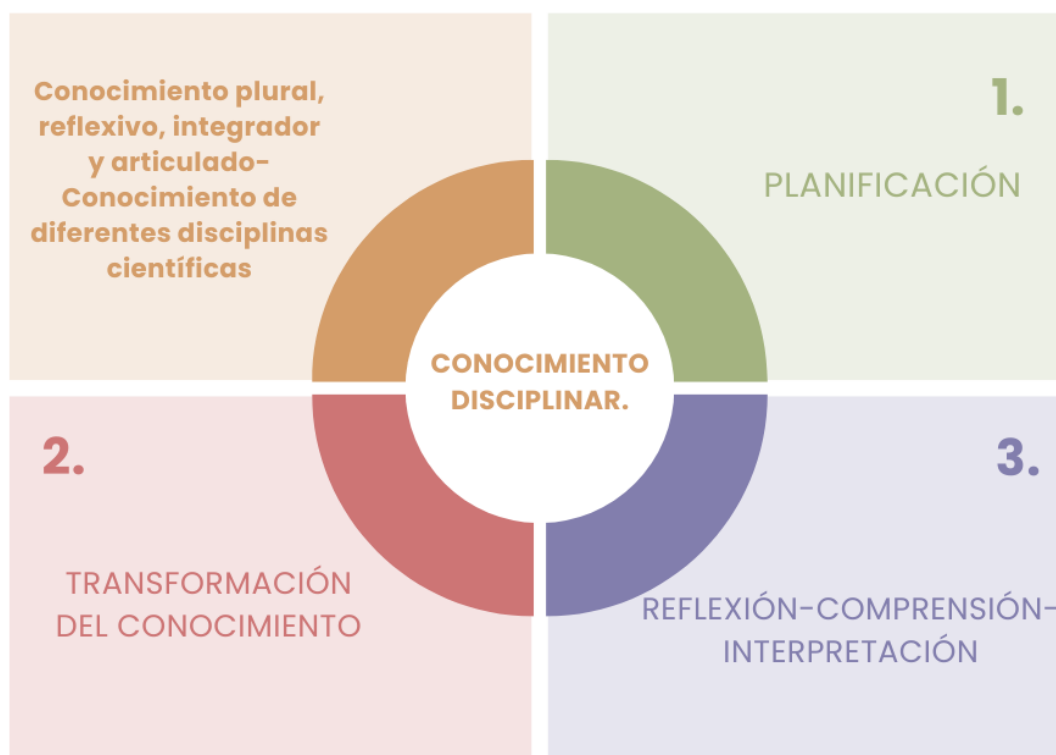 Conocimiento plural,
reflexivo, integrador
y articulado-
Conocimiento de
diferentes disciplinas
científicas
1.
PLANIFICACIÓN
CONOCIMIENTO
DISCIPLINAR.
2.
TRANSFORMACIÓN
DEL CONOCIMIENTO
3.
REFLEXIÓN-COMPRENSIÓN-
INTERPRETACIÓN